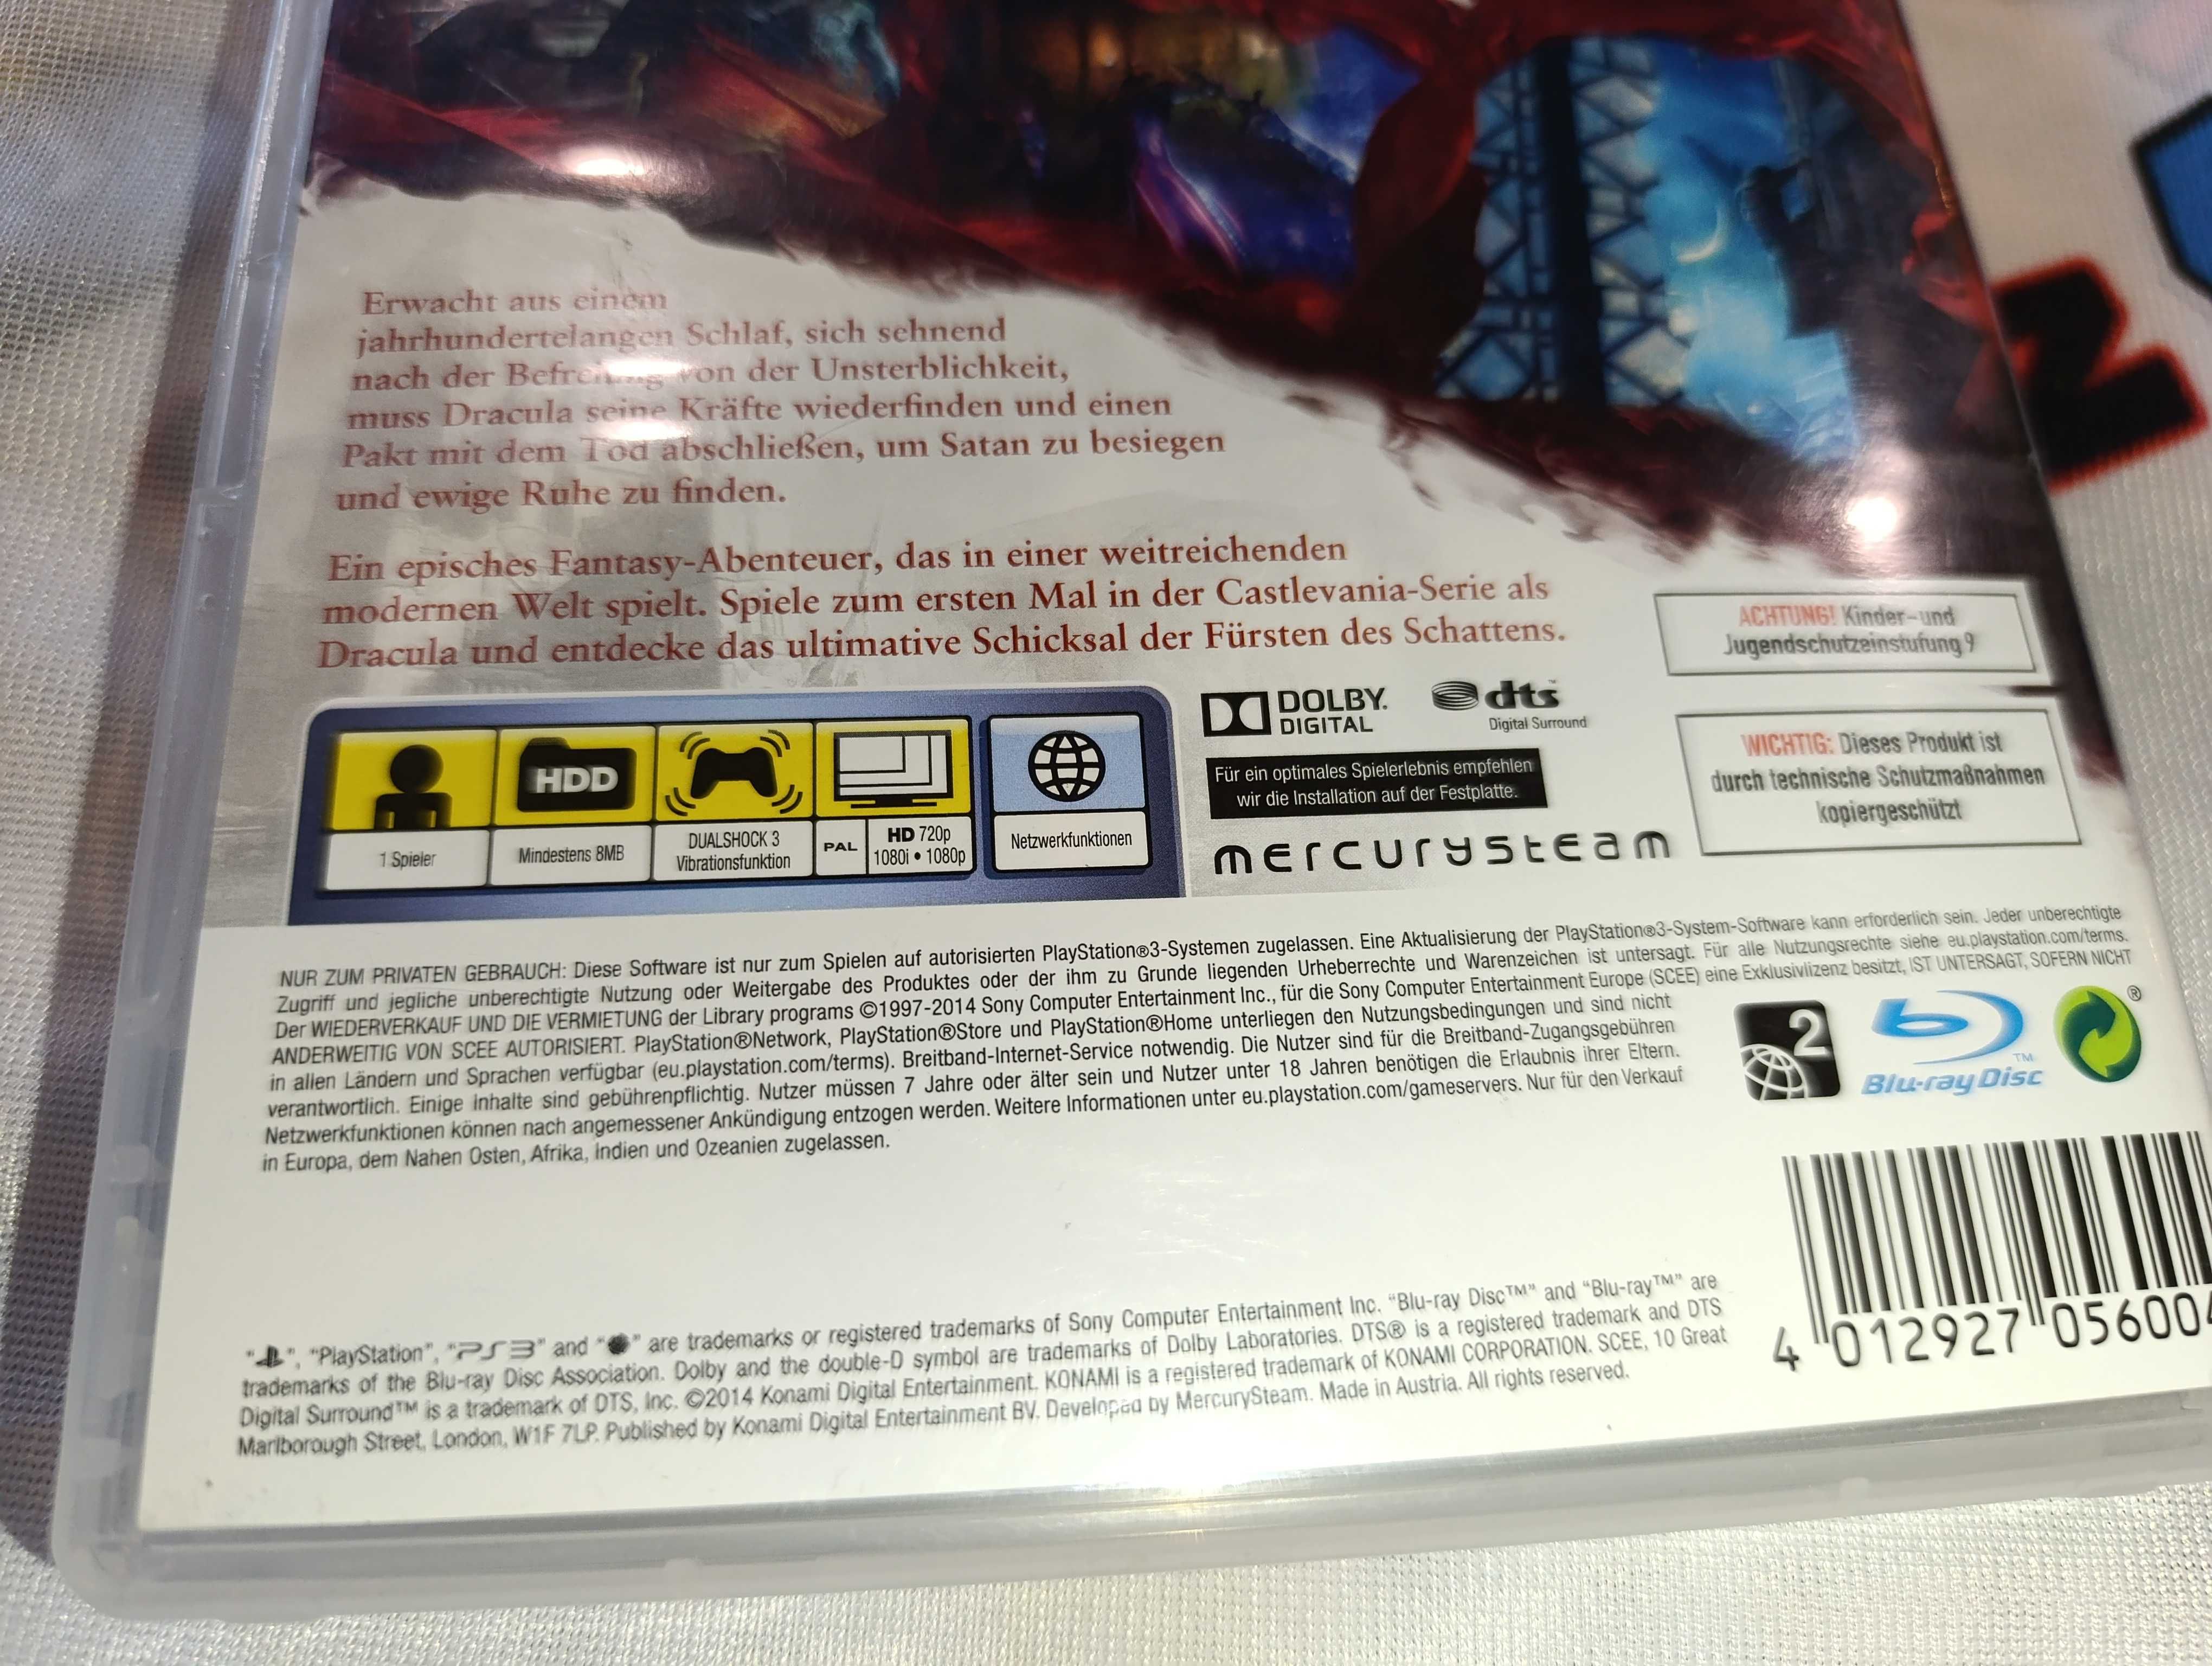 Erwacht aus einem
jahrhundertelangen Schlaf, sich sehnend
nach der Befreiung von der Unsterblichkeit,
muss Dracula seine Kräfte wiederfinden und einen
Pakt mit dem Tod abschließen, um Satan zu besiegen
und ewige Ruhe zu finden.
Ein episches Fantasy-Abenteuer, das in einer weitreichenden
modernen Welt spielt. Spiele zum ersten Mal in der Castlevania-Serie als
Dracula und entdecke das ultimative Schicksal der Fürsten des Schattens.
ACHTUNG! Kinder-und
Jugendschutzeinstufung 9
DOLBY.
DIGITAL
dts
Digital Surround
WICHTIG: Dieses Produkt ist
durch technische Schutzmaßnahmen
kopiergeschützt
Für ein optimales Spielerlebnis empfehlen
wir die Installation auf der Festplatte.
mercurysteam
HDD
1 Spieler
Mindestens 8MB
DUALSHOCK 3
Vibrationsfunktion
PAL
HD 720p
1080i • 1080p
Netzwerkfunktionen
NUR ZUM PRIVATEN GEBRAUCH: Diese Software ist nur zum Spielen auf autorisierten PlayStation®3-Systemen zugelassen. Eine Aktualisierung der PlayStation®3-System-Software kann erforderlich sein. Jeder unberechtigte
Zugriff und jegliche unberechtigte Nutzung oder Weitergabe des Produktes oder der ihm zu Grunde liegenden Urheberrechte und Warenzeichen ist untersagt. Für alle Nutzungsrechte siehe eu.playstation.com/terms.
Der WIEDERVERKAUF UND DIE VERMIETUNG der Library programs ©1997-2014 Sony Computer Entertainment Inc., für die Sony Computer Entertainment Europe (SCEE) eine Exklusivlizenz besitzt, IST UNTERSAGT, SOFERN NICHT
ANDERWEITIG VON SCEE AUTORISIERT. PlayStation®Network, PlayStation®Store und PlayStation®Home unterliegen den Nutzungsbedingungen und sind nicht
in allen Ländern und Sprachen verfügbar (eu.playstation.com/terms). Breitband-Internet-Service notwendig. Die Nutzer sind für die Breitband-Zugangsgebühren
verantwortlich. Einige Inhalte sind gebührenpflichtig. Nutzer müssen 7 Jahre oder älter sein und Nutzer unter 18 Jahren benötigen die Erlaubnis ihrer Eltern.
Netzwerkfunktionen können nach angemessener Ankündigung entzogen werden. Weitere Informationen unter eu.playstation.com/gameservers. Nur für den Verkauf
in Europa, dem Nahen Osten, Afrika, Indien und Ozeanien zugelassen.
2
Blu-ray Disc
TM
®
"", "PlayStation", "PS3" and "" are trademarks or registered trademarks of Sony Computer Entertainment Inc. "Blu-ray Disc™" and "Blu-ray™" are
trademarks of the Blu-ray Disc Association. Dolby and the double-D symbol are trademarks of Dolby Laboratories. DTS® is a registered trademark and DTS
Digital Surround™ is a trademark of DTS, Inc. ©2014 Konami Digital Entertainment. KONAMI is a registered trademark of KONAMI CORPORATION. SCEE, 10 Great
Marlborough Street, London, W1F 7LP. Published by Konami Digital Entertainment BV. Developed by MercurySteam. Made in Austria. All rights reserved.
4 012927 05600
2